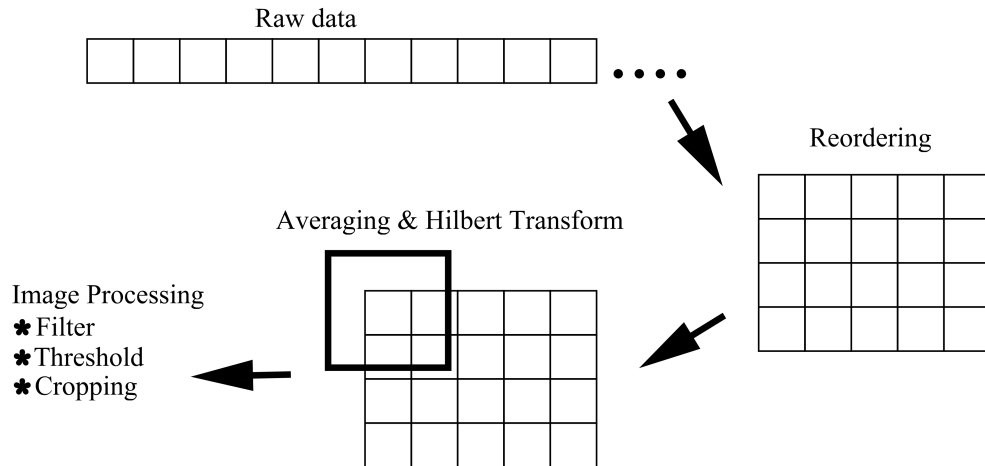 Raw data
Reordering
Averaging & Hilbert Transform
Image Processing
* Filter
* Threshold
* Cropping